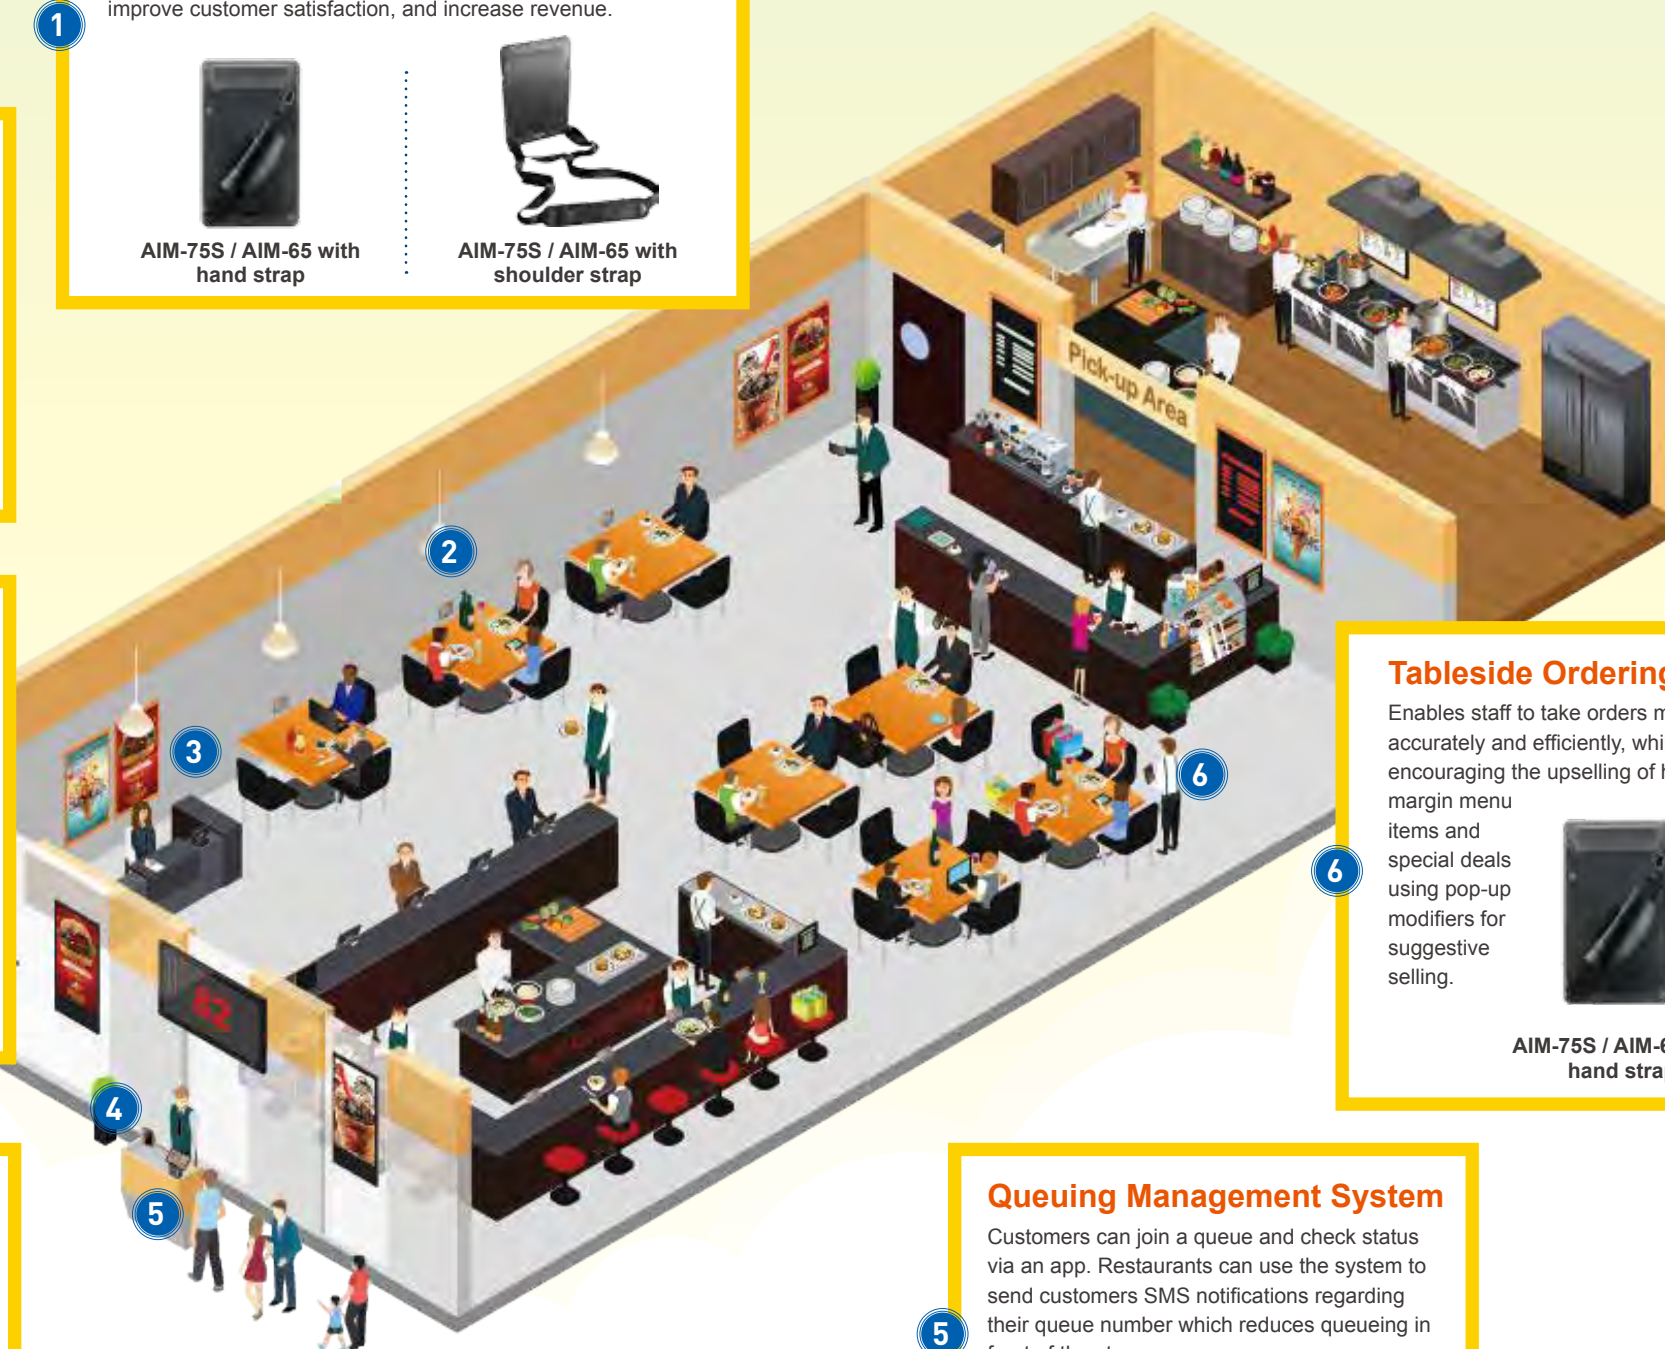 improve customer satisfaction, and increase revenue.
1
AIM-75S / AIM-65 with
hand strap
AIM-75S / AIM-65 with
shoulder strap
Pick-up Area
2
3
6
82
4
5
Tableside Ordering
Enables staff to take orders
accurately and efficiently,
encouraging the upselling of
margin menu
items and
special deals
using pop-up
modifiers for
suggestive
selling.
6
AIM-75S / AIM-
hand
Queuing Management System
Customers can join a queue and check status
via an app. Restaurants can use the system to
send customers SMS notifications regarding
their queue number which reduces queueing in
5